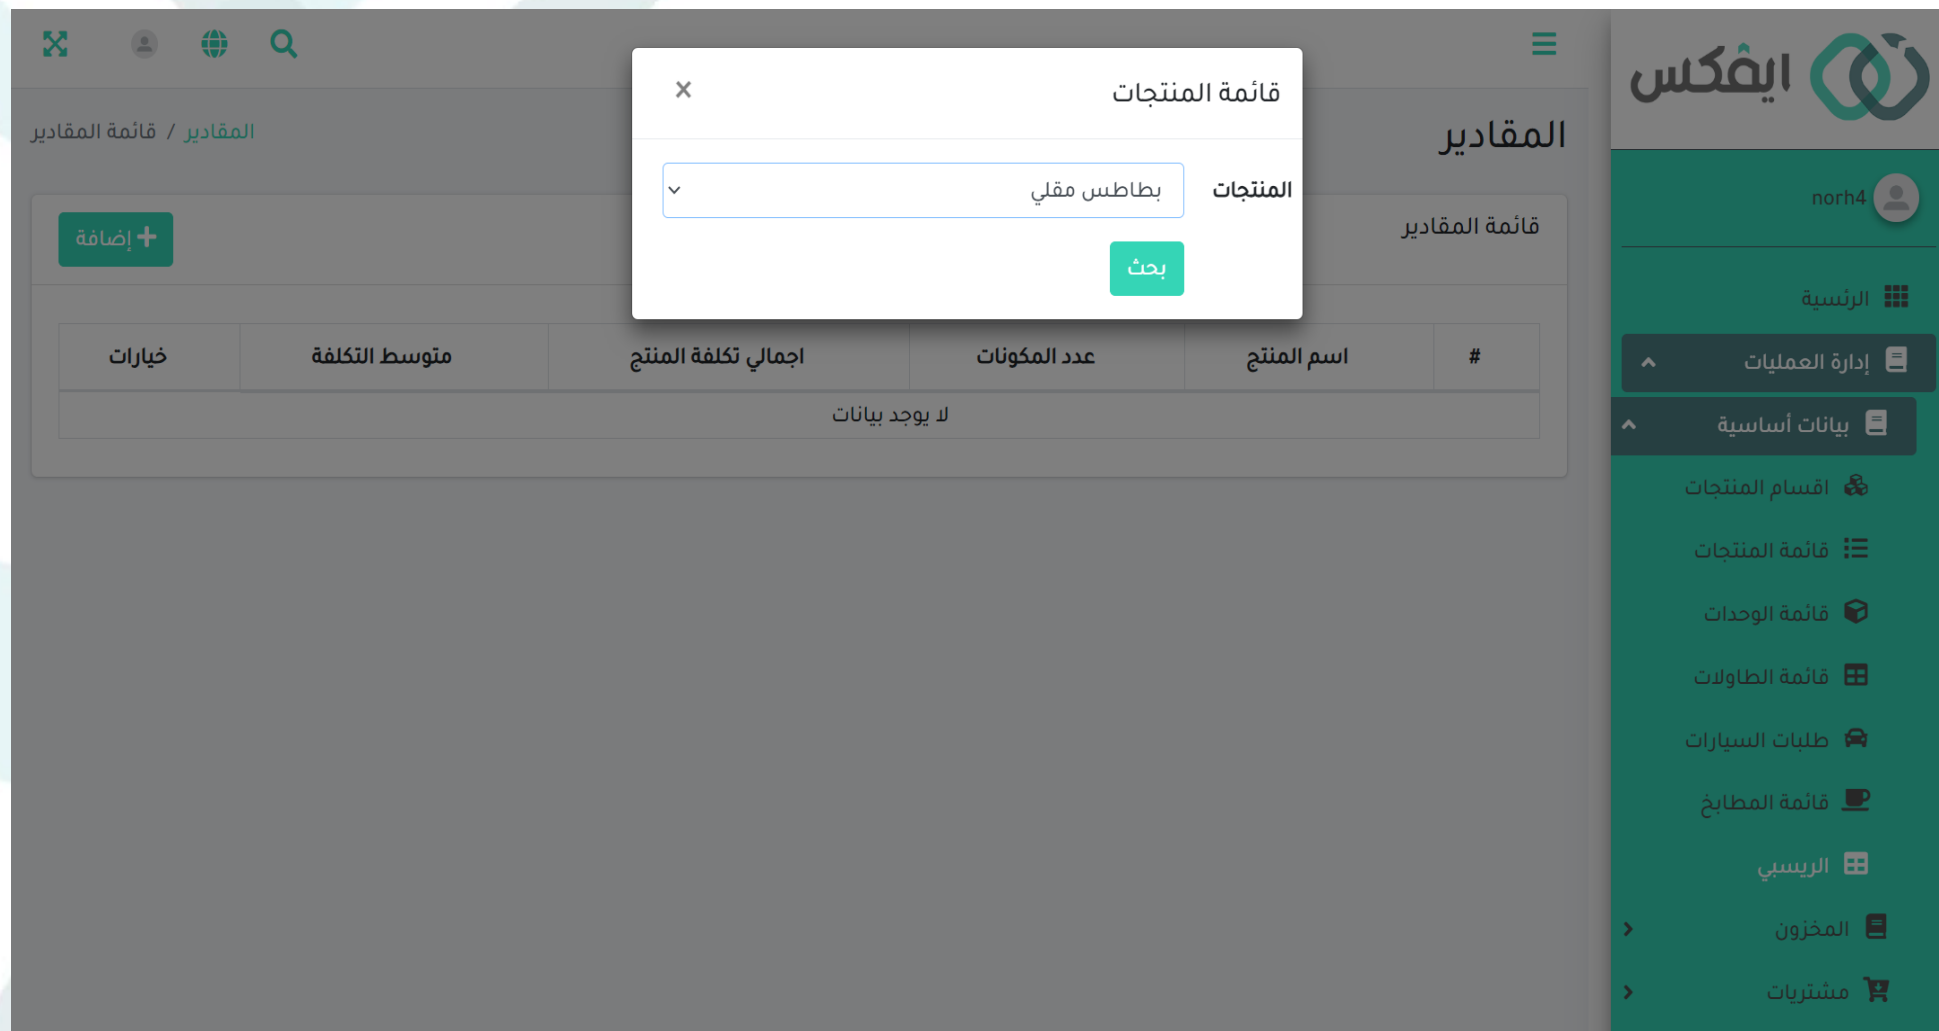 ايفكس
norh4
الرئسية
إدارة العمليات
بيانات أساسية
اقسام المنتجات
قائمة المنتجات
قائمة الوحدات
قائمة الطاولات
طلبات السيارات
قائمة المطابخ
الريسبي
المخزون
مشتريات
قائمة المنتجات ×
المنتجات بطاطس مقلي
بحث
المقادير
المقادير / قائمة المقادير
قائمة المقادير
إضافة
# اسم المنتج عدد المكونات اجمالي تكلفة المنتج متوسط التكلفة خيارات
لا يوجد بيانات